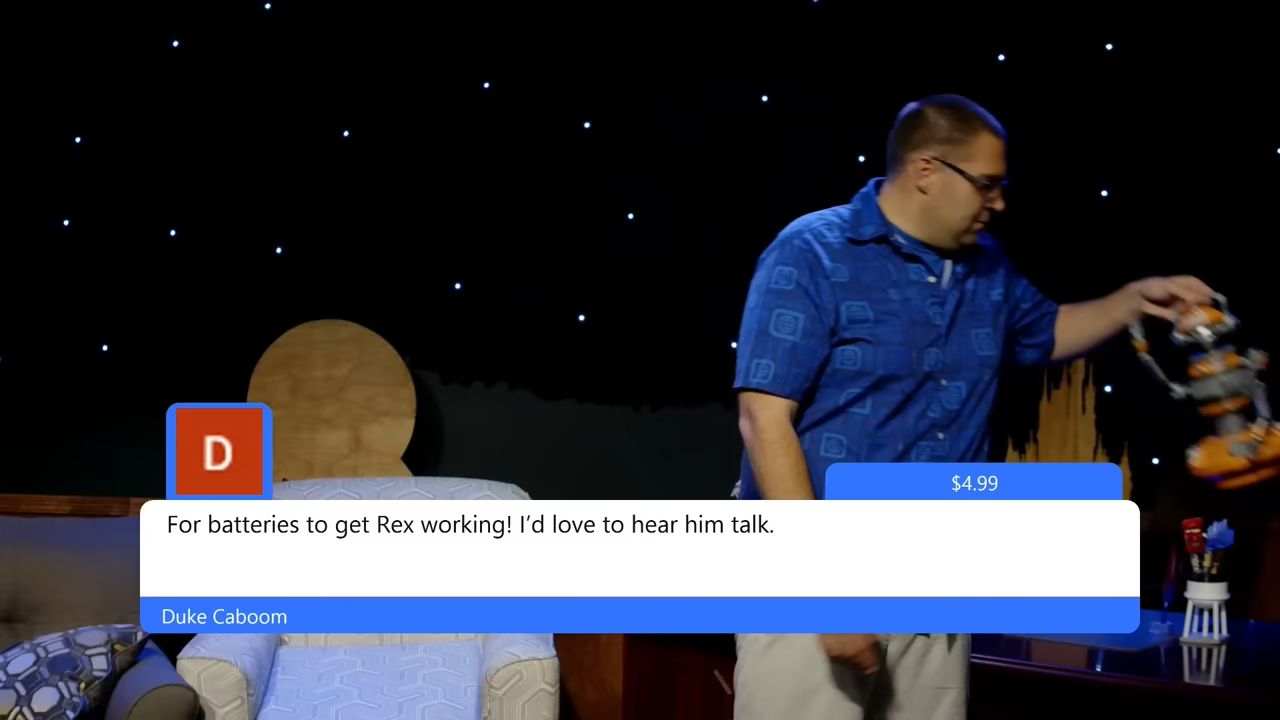 D
$4.99
For batteries to get Rex working! I’d love to hear him talk.
Duke Caboom